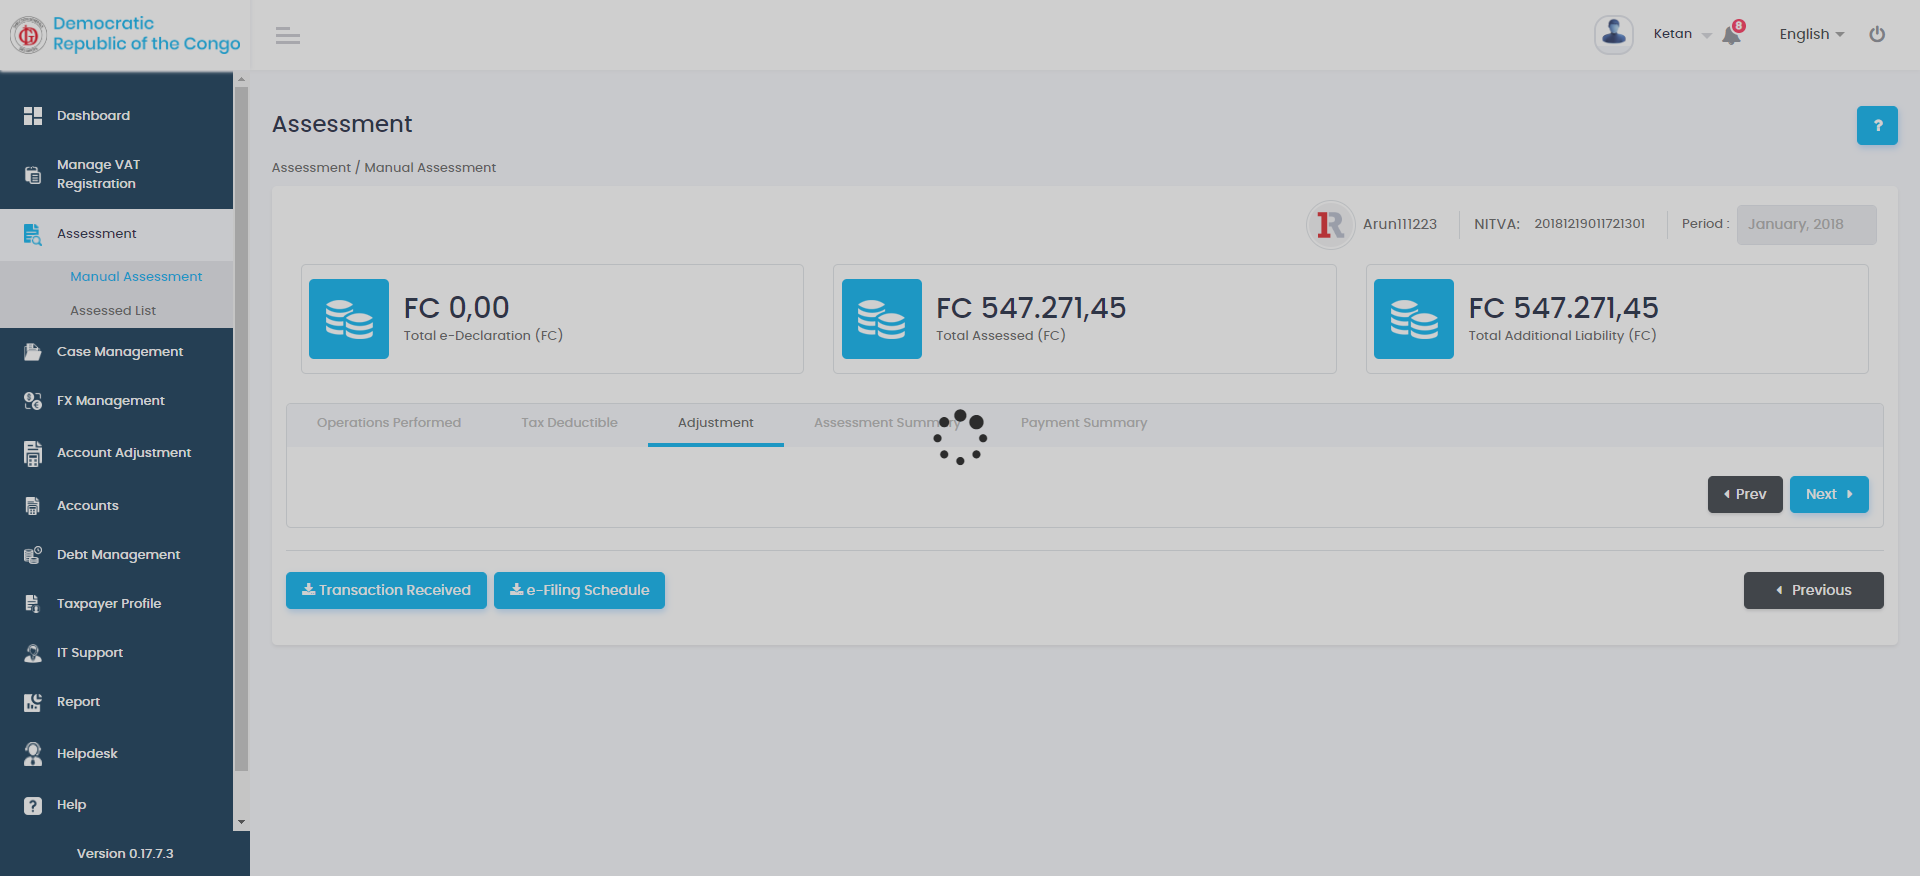 Democratic
Republic of the Congo
Ketan
8
English
Dashboard
Manage VAT
Registration
Assessment
Manual Assessment
Assessed List
Case Management
FX Management
Account Adjustment
Accounts
Debt Management
Taxpayer Profile
IT Support
Report
Helpdesk
Help
Version 0.17.7.3
Assessment
?
Assessment / Manual Assessment
1R
Arun111223
NITVA: 20181219011721301
Period : January, 2018
FC 0,00
Total e-Declaration (FC)
FC 547.271,45
Total Assessed (FC)
FC 547.271,45
Total Additional Liability (FC)
Operations Performed
Tax Deductible
Adjustment
Assessment Summary
Payment Summary
Prev
Next
Transaction Received
e-Filing Schedule
Previous